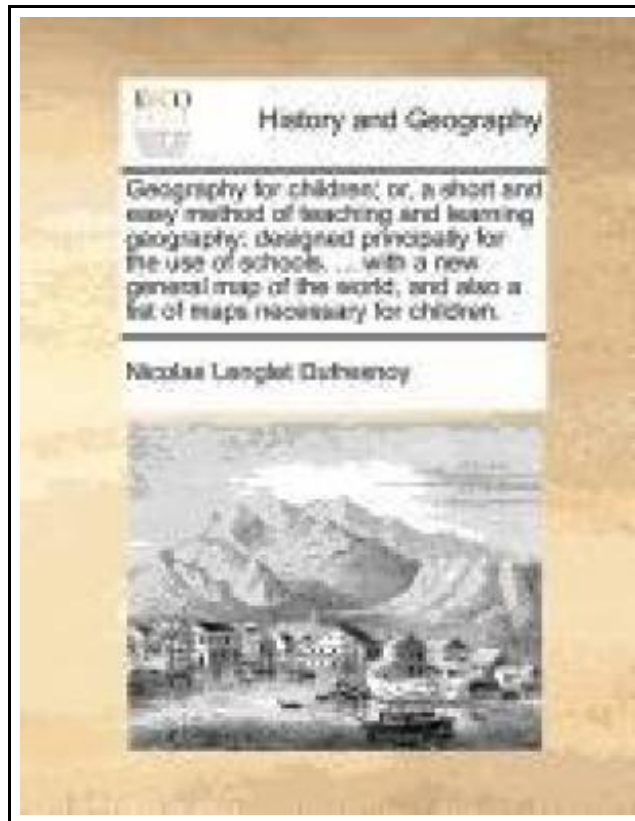 ECCO
History and Geography
Geography for children; or, a short and
easy method of teaching and learning
geography: designed principally for
the use of schools. ... with a new
general map of the world, and also a
list of maps necessary for children.
Nicolas Lenglet Dufresnoy